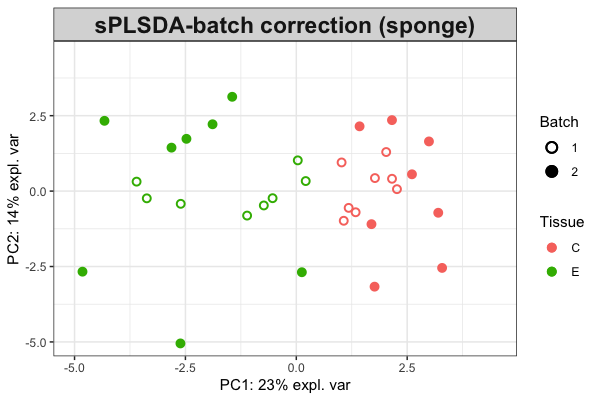 sPLSDA-batch correction (sponge)
PC2: 14% expl. var
2.5
0.0
-2.5
-5.0
-5.0
-2.5
0.0
2.5
PC1: 23% expl. var
Batch
1
2
Tissue
C
E